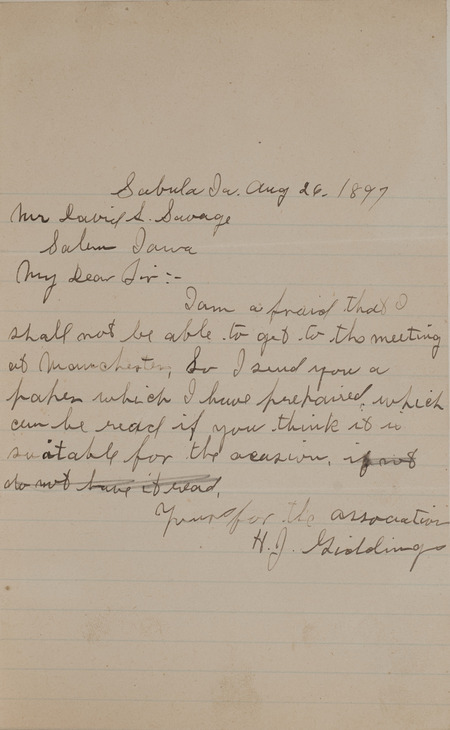 Sabula Ia. Aug 26. 1897
Mr David L. Savage
Salem Iowa
My Dear Sir:-
I am afraid that I
shall not be able to get to the meeting
at Manchester, So I send you a
paper which I have prepaired, which
can be read if you think it is
suitable for the acasion, if not
do not have it read,
Yours for the association
H. J. Giddings